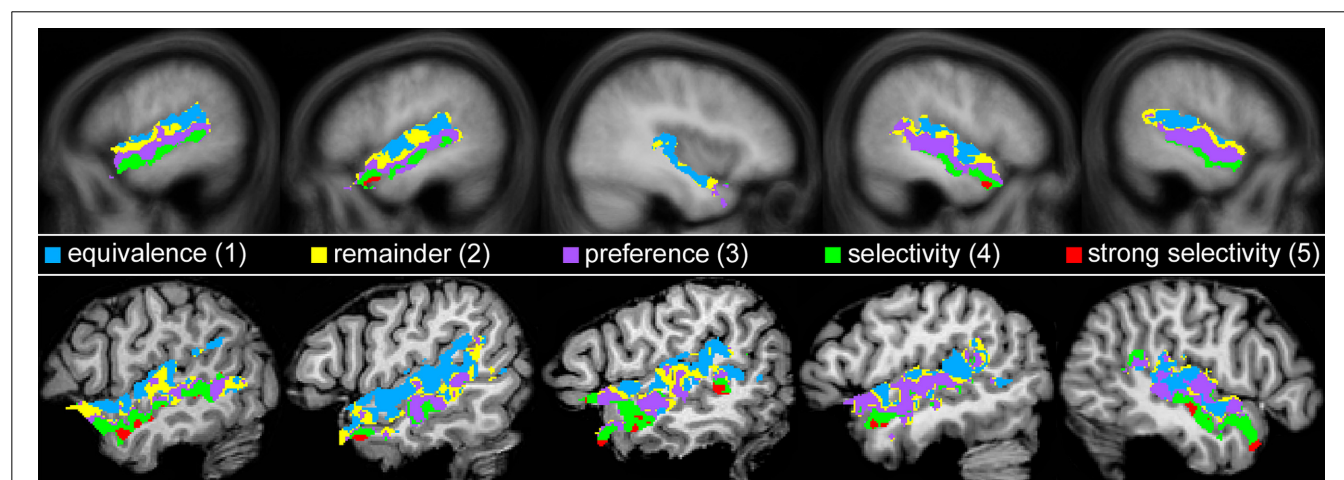 equivalence (1) remainder (2) preference (3) selectivity (4) strong selectivity (5)